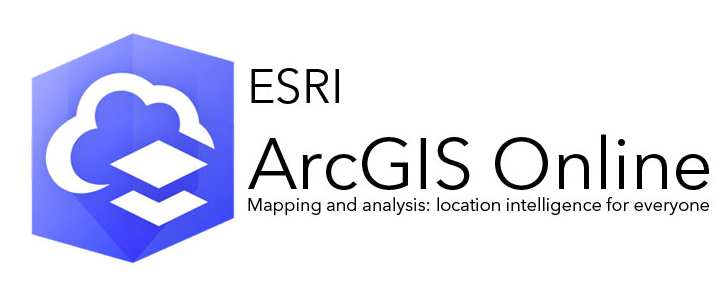 ESRI
ArcGIS Online
Mapping and analysis: location intelligence for everyone